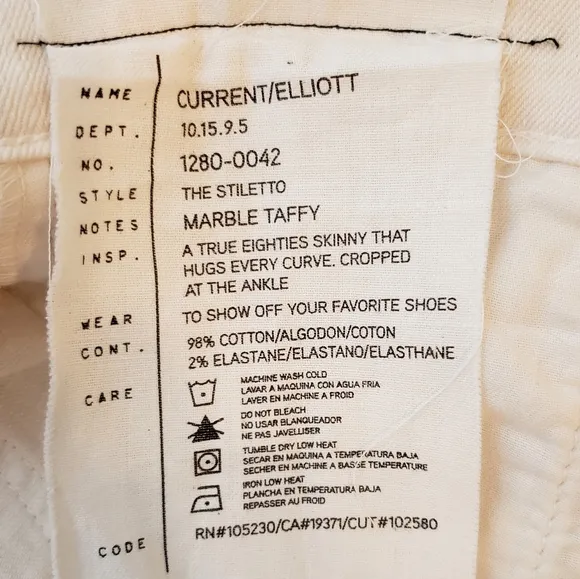 NAME CURRENT/ELLIOTT
DEPT. 10.15.9.5
NO. 1280-0042
STYLE THE STILETTO
NOTES MARBLE TAFFY
INSP. A TRUE EIGHTIES SKINNY THAT
HUGS EVERY CURVE. CROPPED
AT THE ANKLE
WEAR TO SHOW OFF YOUR FAVORITE SHOES
CONT. 98% COTTON/ALGODON/COTON
2% ELASTANE/ELASTANO/ELASTHANE
CARE MACHINE WASH COLD
LAVAR A MAQUINA CON AGUA FRIA
LAVER EN MACHINE A FROID
DO NOT BLEACH
NO USAR BLANQUEADOR
NE PAS JAVELLISER
TUMBLE DRY LOW HEAT
SECAR EN MAQUINA A TEMPERATURA BAJA
SECHER EN MACHINE A BASSE TEMPERATURE
IRON LOW HEAT
PLANCHA EN TEMPERATURA BAJA
REPASSER AU FROID
CODE RN#105230/CA#19371/CUT#102580